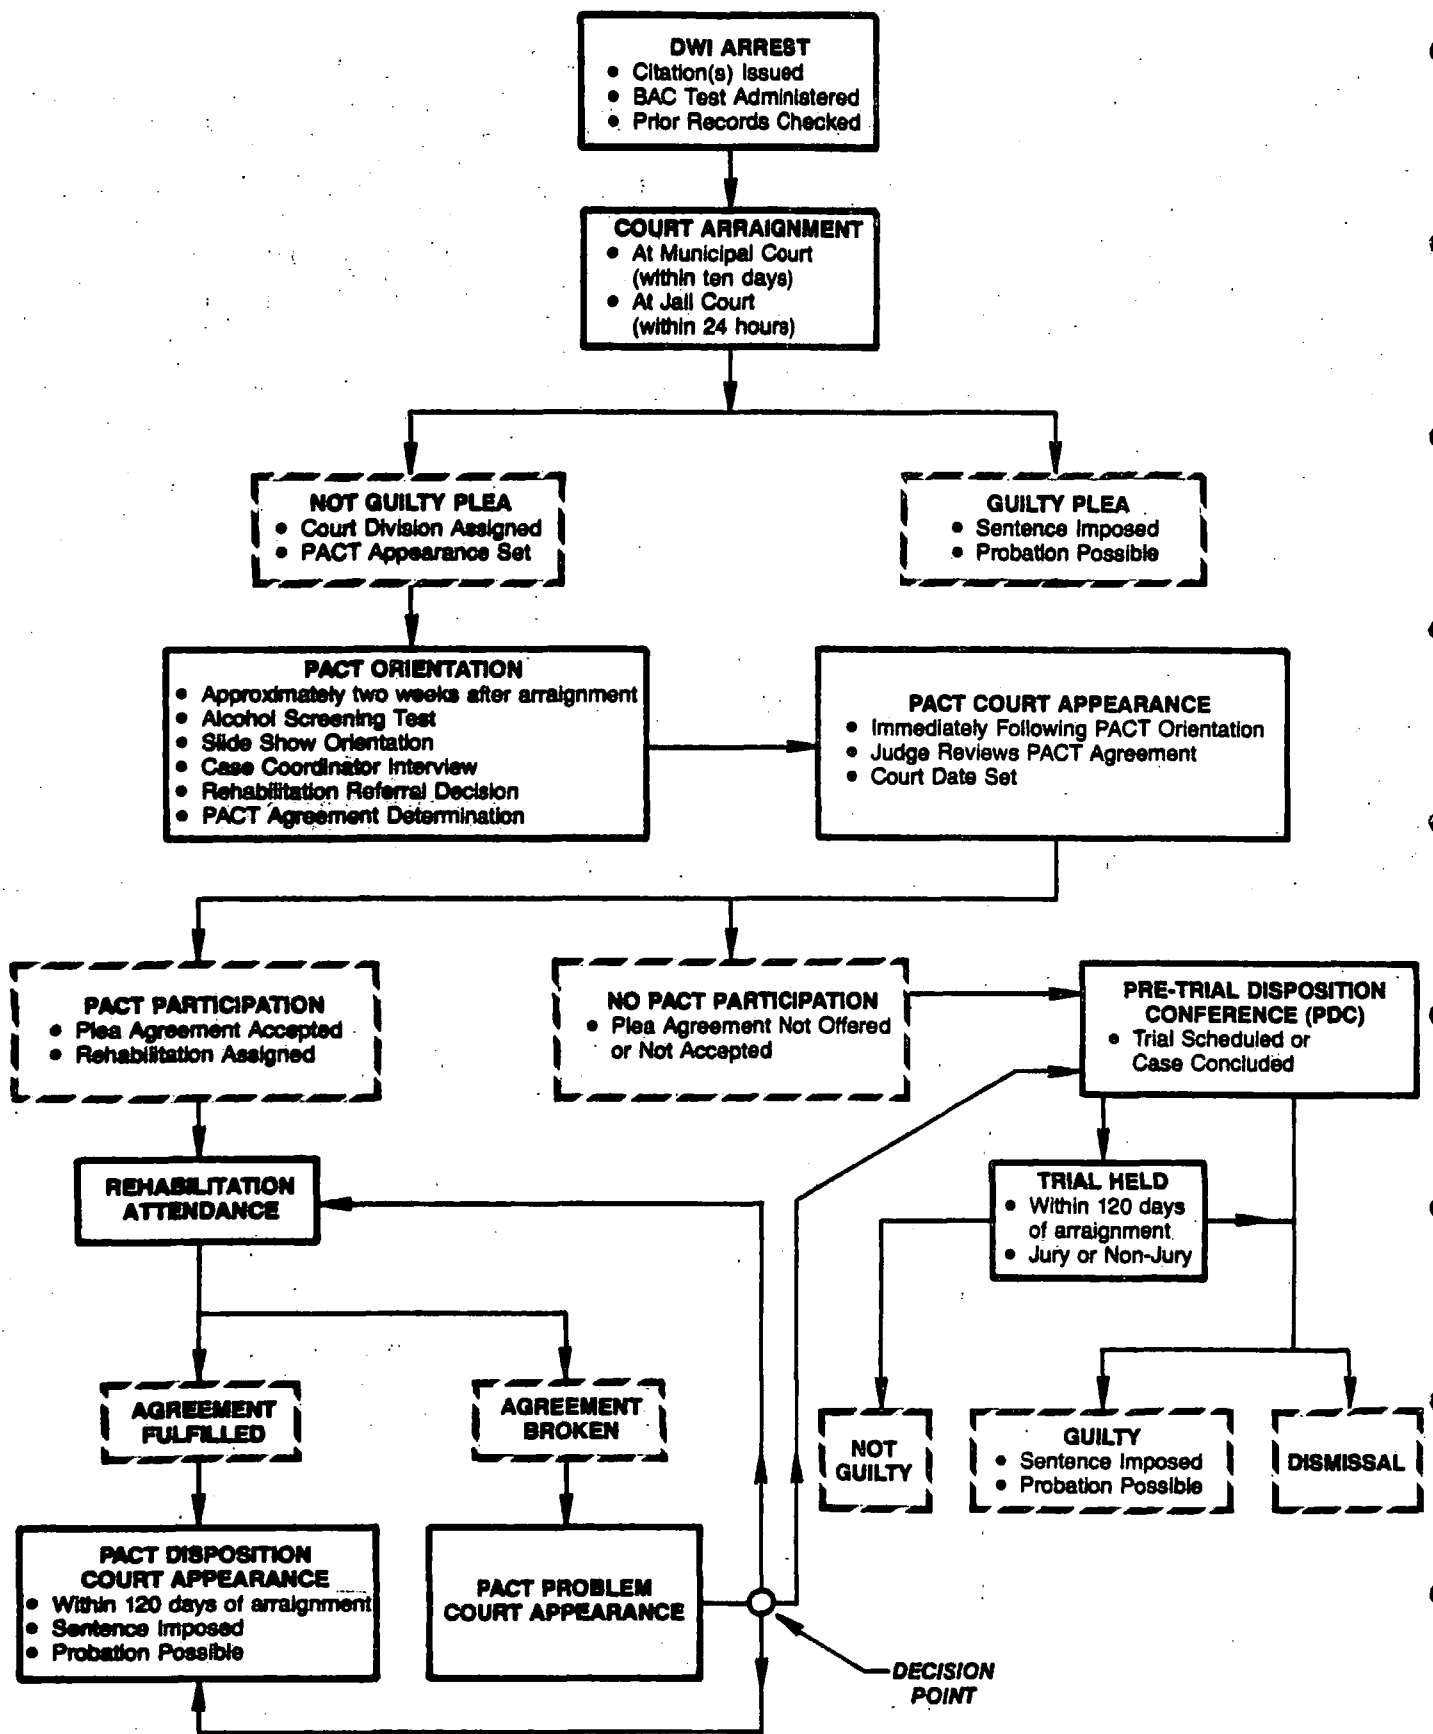 DWI ARREST
• Citation(s) Issued
• BAC Test Administered
• Prior Records Checked
COURT ARRAIGNMENT
• At Municipal Court
(within ten days)
• At Jail Court
(within 24 hours)
NOT GUILTY PLEA
• Court Division Assigned
• PACT Appearance Set
GUILTY PLEA
• Sentence Imposed
• Probation Possible
PACT ORIENTATION
• Approximately two weeks after arraignment
• Alcohol Screening Test
• Slide Show Orientation
• Case Coordinator Interview
• Rehabilitation Referral Decision
• PACT Agreement Determination
PACT COURT APPEARANCE
• Immediately Following PACT Orientation
• Judge Reviews PACT Agreement
• Court Date Set
PACT PARTICIPATION
• Plea Agreement Accepted
• Rehabilitation Assigned
NO PACT PARTICIPATION
• Plea Agreement Not Offered
or Not Accepted
PRE-TRIAL DISPOSITION
CONFERENCE (PDC)
• Trial Scheduled or
Case Concluded
REHABILITATION
ATTENDANCE
TRIAL HELD
• Within 120 days
of arraignment
• Jury or Non-Jury
AGREEMENT
FULFILLED
AGREEMENT
BROKEN
NOT
GUILTY
GUILTY
• Sentence Imposed
• Probation Possible
DISMISSAL
PACT DISPOSITION
COURT APPEARANCE
• Within 120 days of arraignment
• Sentence Imposed
• Probation Possible
PACT PROBLEM
COURT APPEARANCE
DECISION
POINT